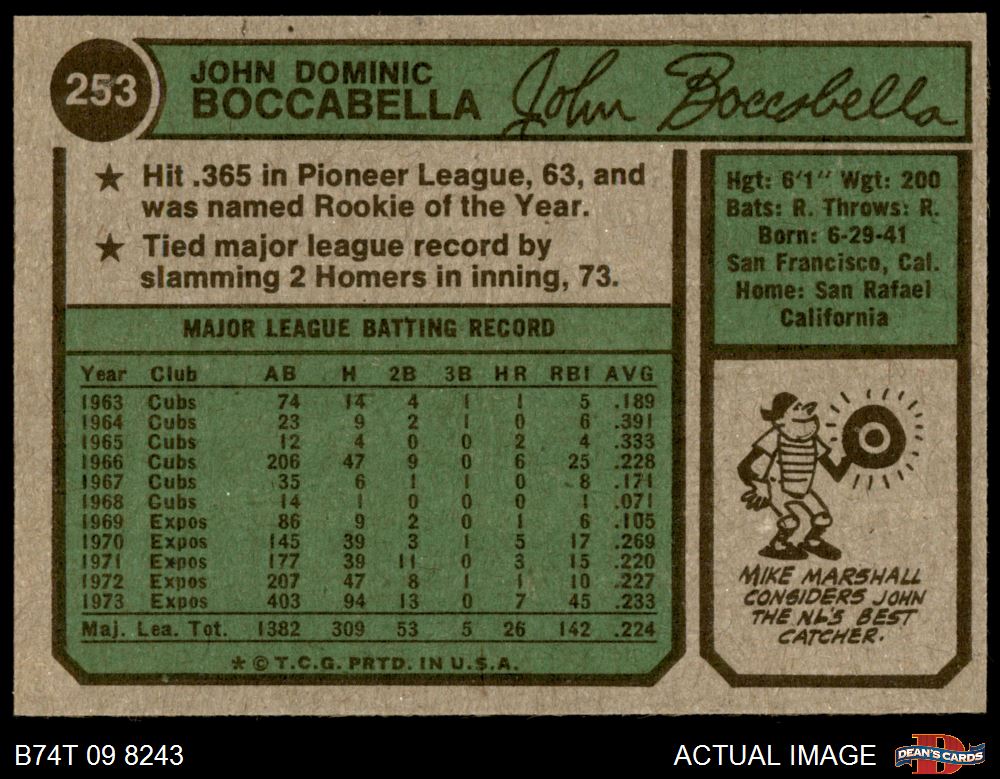 253
JOHN DOMINIC
BOCCABELLA
John Boccabella
★ Hit .365 in Pioneer League, 63, and
was named Rookie of the Year.
★ Tied major league record by
slamming 2 Homers in inning, 73.
Hgt: 6'1" Wgt: 200
Bats: R. Throws: R.
Born: 6-29-41
San Francisco, Cal.
Home: San Rafael
California
MAJOR LEAGUE BATTING RECORD
Year Club AB H 2B 3B HR RBI AVG
1963 Cubs 74 14 4 1 1 5 .189
1964 Cubs 23 9 2 1 0 6 .391
1965 Cubs 12 4 0 0 2 4 .333
1966 Cubs 206 47 9 0 6 25 .228
1967 Cubs 35 6 1 1 0 8 .171
1968 Cubs 14 1 0 0 0 1 .071
1969 Expos 86 9 2 0 1 6 .105
1970 Expos 145 39 3 1 5 17 .269
1971 Expos 177 39 11 0 3 15 .220
1972 Expos 207 47 8 1 1 10 .227
1973 Expos 403 94 13 0 7 45 .233
Maj. Lea. Tot. 1382 309 53 5 26 142 .224
* © T.C.G. PRTD. IN U.S.A.
MIKE MARSHALL
CONSIDERS JOHN
THE NL'S BEST
CATCHER.
B74T 09 8243
ACTUAL IMAGE
DEAN'S CARDS